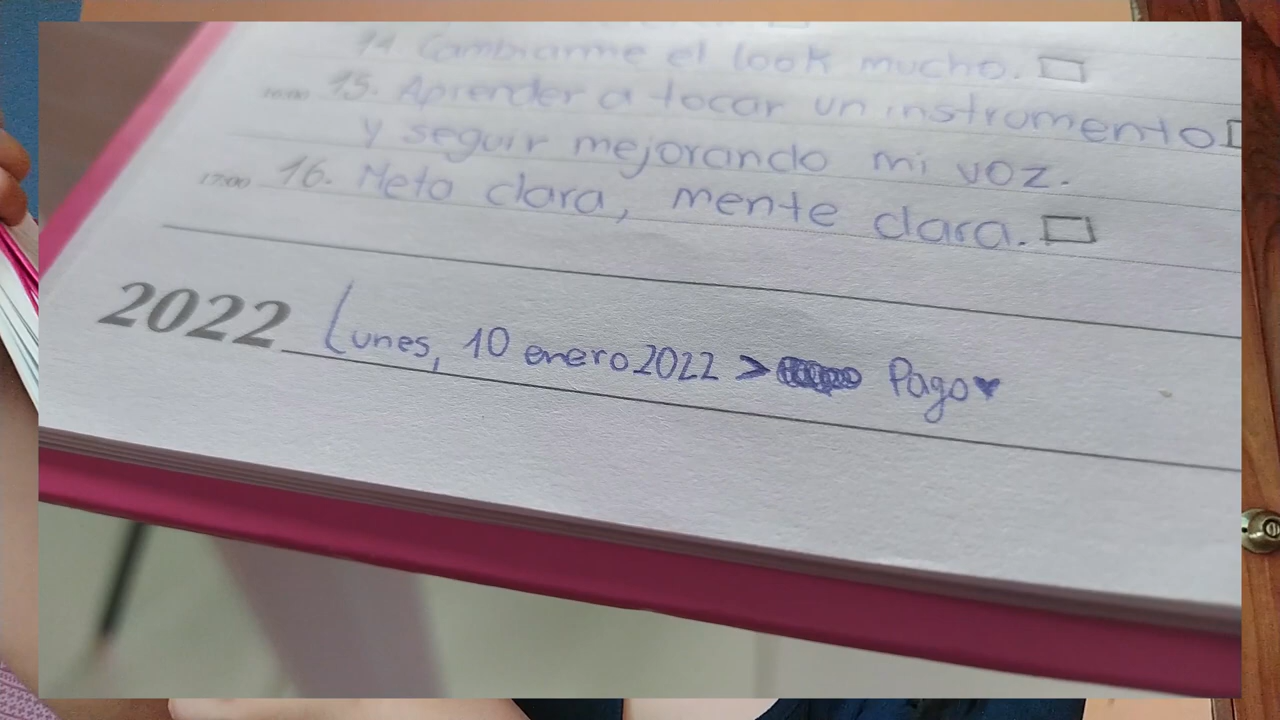 14. Cambiarme el look mucho.
16:00 15. Aprender a tocar un instrumento
y seguir mejorando mi voz.
17:00 16. Meta clara, mente clara.
2022 Lunes, 10 enero 2022 > Pago♥